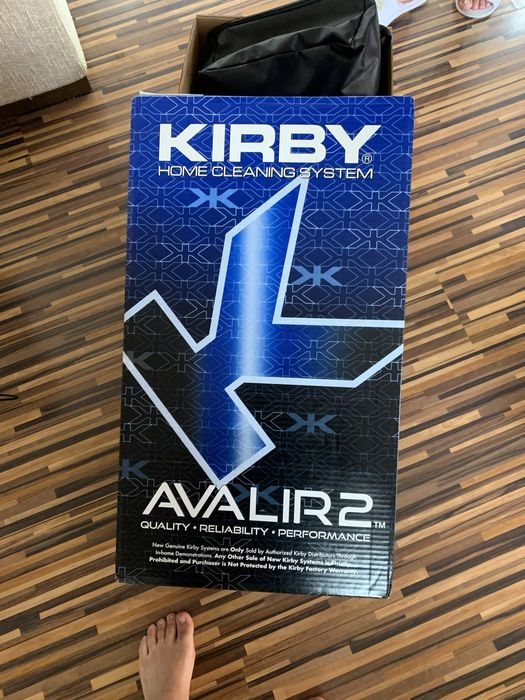 KIRBY®
HOME CLEANING SYSTEM
AVALIR2™
QUALITY • RELIABILITY • PERFORMANCE
New Genuine Kirby Systems are Only Sold by Authorized Kirby Distributors Through
In-home Demonstrations. Any Other Sale of New Kirby Systems is Strictly
Prohibited and Purchaser is Not Protected by the Kirby Factory Warranty.